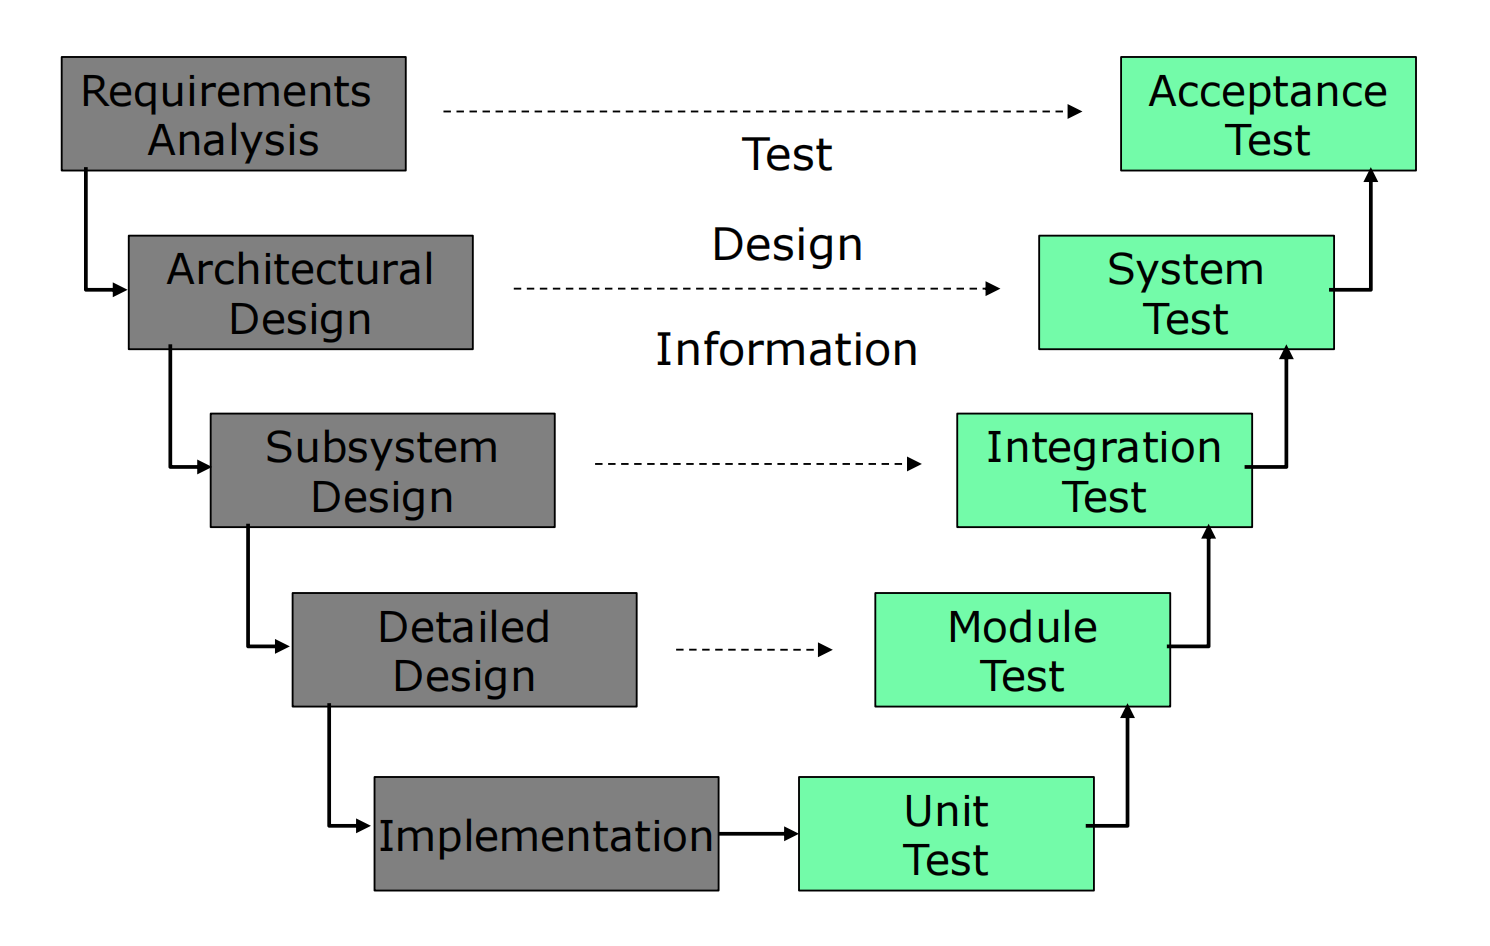 Requirements
Analysis
Acceptance
Test
Test
Design
Information
Architectural
Design
System
Test
Subsystem
Design
Integration
Test
Detailed
Design
Module
Test
Implementation
Unit
Test